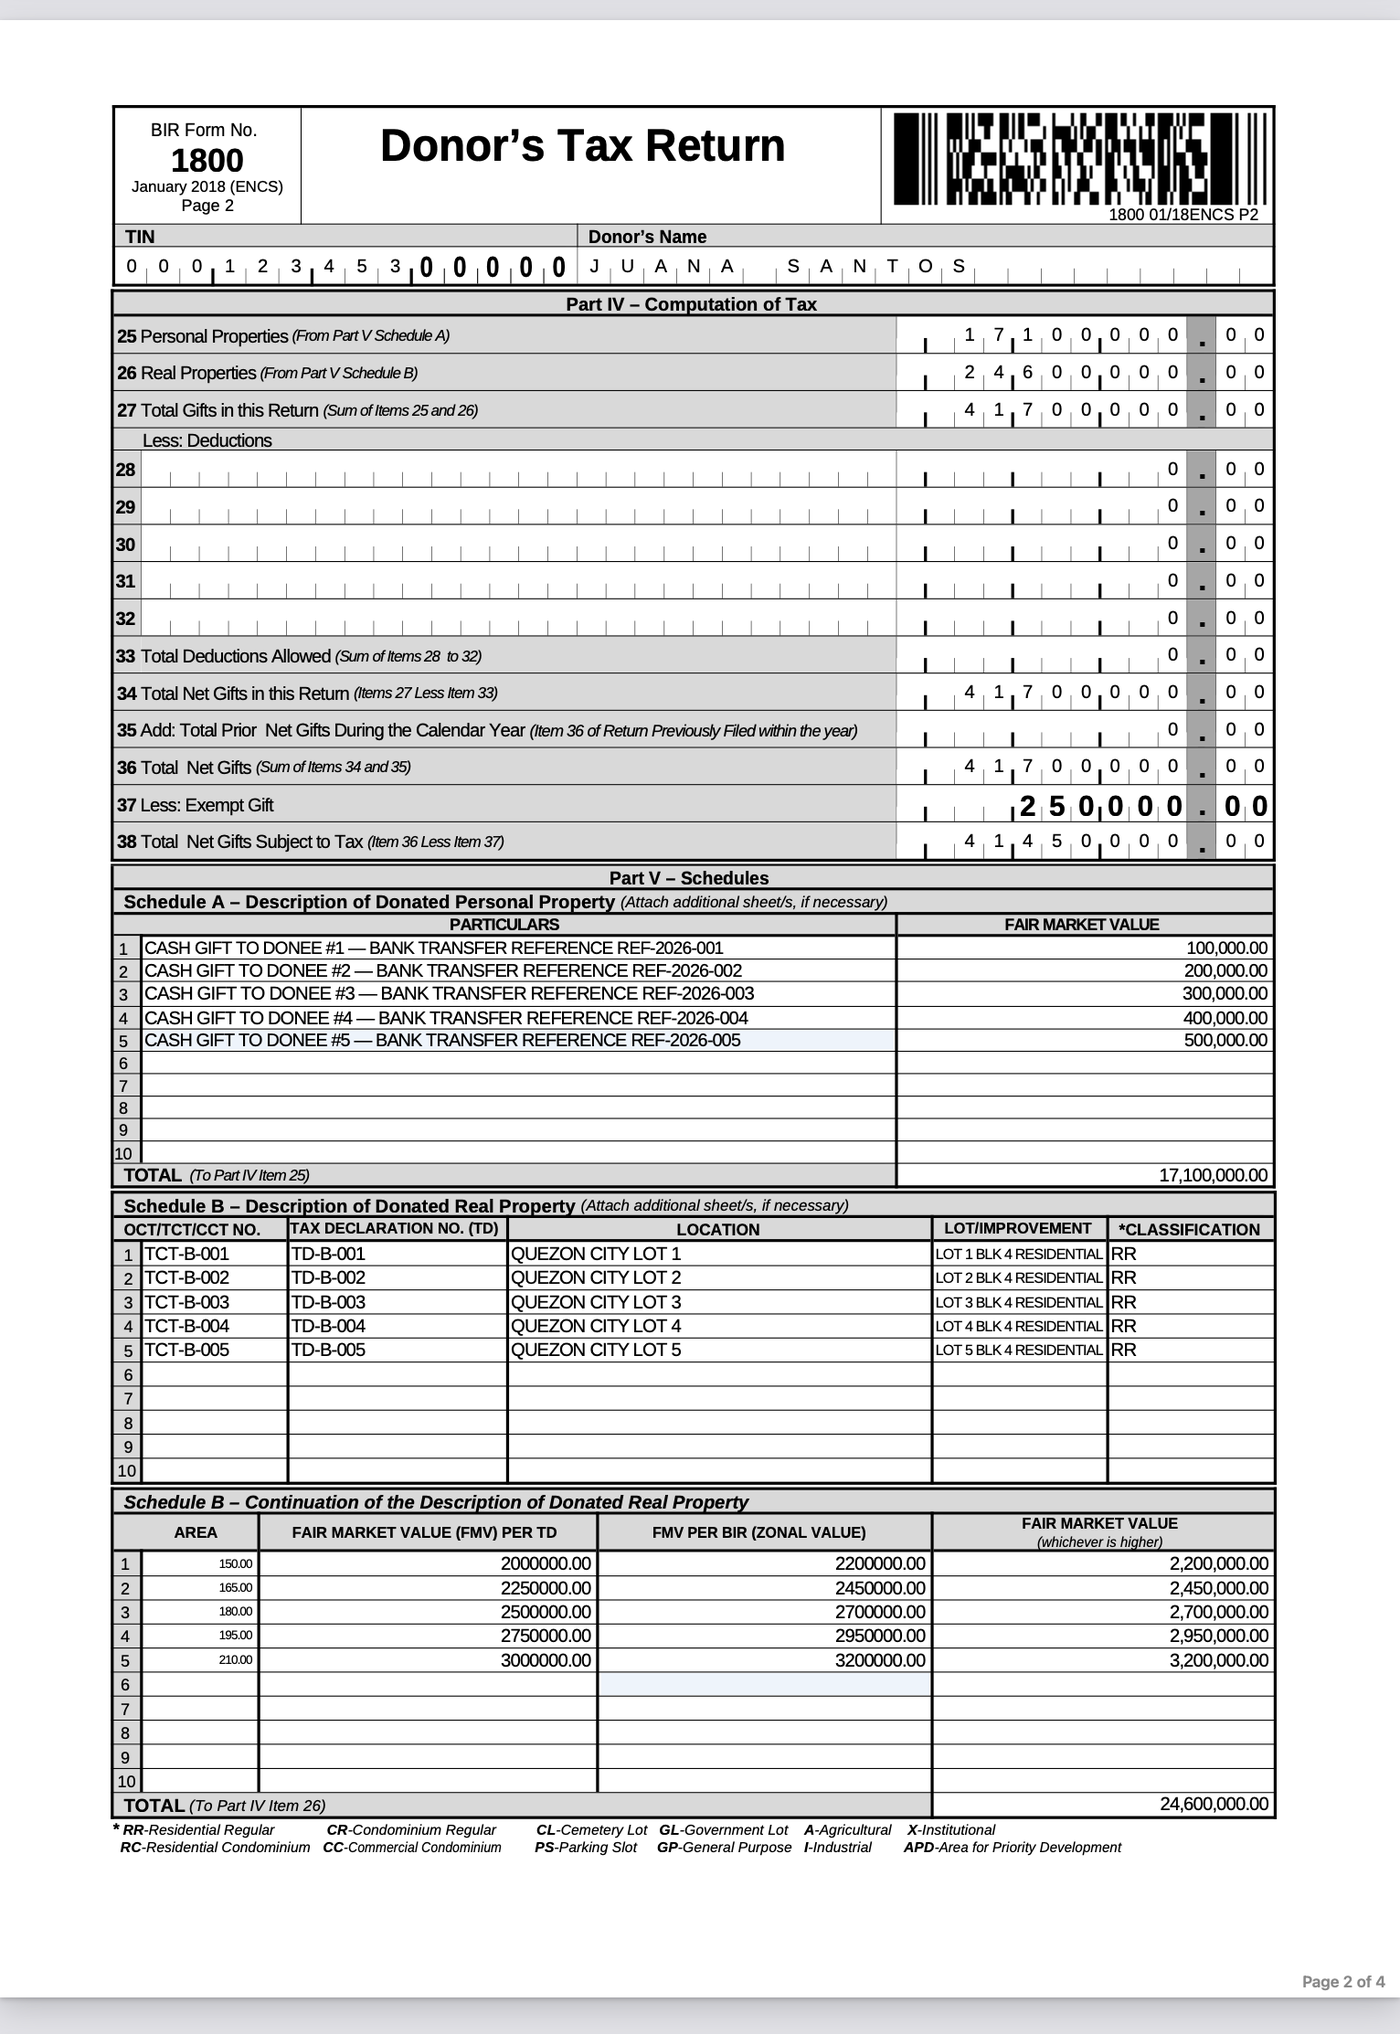 BIR Form No.
1800
January 2018 (ENCS)
Page 2
Donor's Tax Return
1800 01/18ENCS P2
TIN Donor's Name
0 0 0 1 2 3 4 5 3 0 0 0 0 0 J U A N A S A N T O S
Part IV – Computation of Tax
25 Personal Properties (From Part V Schedule A) 1 7 1 0 0 0 0 0 . 0 0
26 Real Properties (From Part V Schedule B) 2 4 6 0 0 0 0 0 . 0 0
27 Total Gifts in this Return (Sum of Items 25 and 26) 4 1 7 0 0 0 0 0 . 0 0
Less: Deductions
28 0 . 0 0
29 0 . 0 0
30 0 . 0 0
31 0 . 0 0
32 0 . 0 0
33 Total Deductions Allowed (Sum of Items 28 to 32) 0 . 0 0
34 Total Net Gifts in this Return (Items 27 Less Item 33) 4 1 7 0 0 0 0 0 . 0 0
35 Add: Total Prior Net Gifts During the Calendar Year (Item 36 of Return Previously Filed within the year) 0 . 0 0
36 Total Net Gifts (Sum of Items 34 and 35) 4 1 7 0 0 0 0 0 . 0 0
37 Less: Exempt Gift 2 5 0 0 0 0 . 0 0
38 Total Net Gifts Subject to Tax (Item 36 Less Item 37) 4 1 4 5 0 0 0 0 . 0 0
Part V – Schedules
Schedule A – Description of Donated Personal Property (Attach additional sheet/s, if necessary)
PARTICULARS FAIR MARKET VALUE
1 CASH GIFT TO DONEE #1 — BANK TRANSFER REFERENCE REF-2026-001 100,000.00
2 CASH GIFT TO DONEE #2 — BANK TRANSFER REFERENCE REF-2026-002 200,000.00
3 CASH GIFT TO DONEE #3 — BANK TRANSFER REFERENCE REF-2026-003 300,000.00
4 CASH GIFT TO DONEE #4 — BANK TRANSFER REFERENCE REF-2026-004 400,000.00
5 CASH GIFT TO DONEE #5 — BANK TRANSFER REFERENCE REF-2026-005 500,000.00
6
7
8
9
10
TOTAL (To Part IV Item 25) 17,100,000.00
Schedule B – Description of Donated Real Property (Attach additional sheet/s, if necessary)
OCT/TCT/CCT NO. TAX DECLARATION NO. (TD) LOCATION LOT/IMPROVEMENT *CLASSIFICATION
1 TCT-B-001 TD-B-001 QUEZON CITY LOT 1 LOT 1 BLK 4 RESIDENTIAL RR
2 TCT-B-002 TD-B-002 QUEZON CITY LOT 2 LOT 2 BLK 4 RESIDENTIAL RR
3 TCT-B-003 TD-B-003 QUEZON CITY LOT 3 LOT 3 BLK 4 RESIDENTIAL RR
4 TCT-B-004 TD-B-004 QUEZON CITY LOT 4 LOT 4 BLK 4 RESIDENTIAL RR
5 TCT-B-005 TD-B-005 QUEZON CITY LOT 5 LOT 5 BLK 4 RESIDENTIAL RR
6
7
8
9
10
Schedule B – Continuation of the Description of Donated Real Property
AREA FAIR MARKET VALUE (FMV) PER TD FMV PER BIR (ZONAL VALUE) FAIR MARKET VALUE
(whichever is higher)
1 150.00 2000000.00 2200000.00 2,200,000.00
2 165.00 2250000.00 2450000.00 2,450,000.00
3 180.00 2500000.00 2700000.00 2,700,000.00
4 195.00 2750000.00 2950000.00 2,950,000.00
5 210.00 3000000.00 3200000.00 3,200,000.00
6
7
8
9
10
TOTAL (To Part IV Item 26) 24,600,000.00
* RR-Residential Regular CR-Condominium Regular CL-Cemetery Lot GL-Government Lot A-Agricultural X-Institutional
RC-Residential Condominium CC-Commercial Condominium PS-Parking Slot GP-General Purpose I-Industrial APD-Area for Priority Development
Page 2 of 4